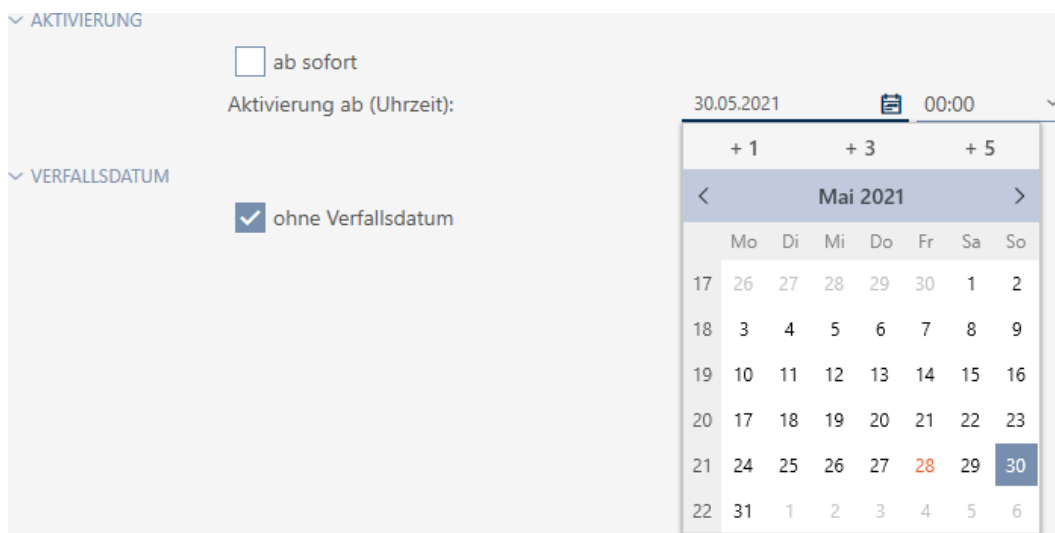 AKTIVIERUNG
ab sofort
Aktivierung ab (Uhrzeit): 30.05.2021 00:00
+ 1 + 3 + 5
VERFALLSDATUM
ohne Verfallsdatum
Mai 2021
Mo Di Mi Do Fr Sa So
17 26 27 28 29 30 1 2
18 3 4 5 6 7 8 9
19 10 11 12 13 14 15 16
20 17 18 19 20 21 22 23
21 24 25 26 27 28 29 30
22 31 1 2 3 4 5 6